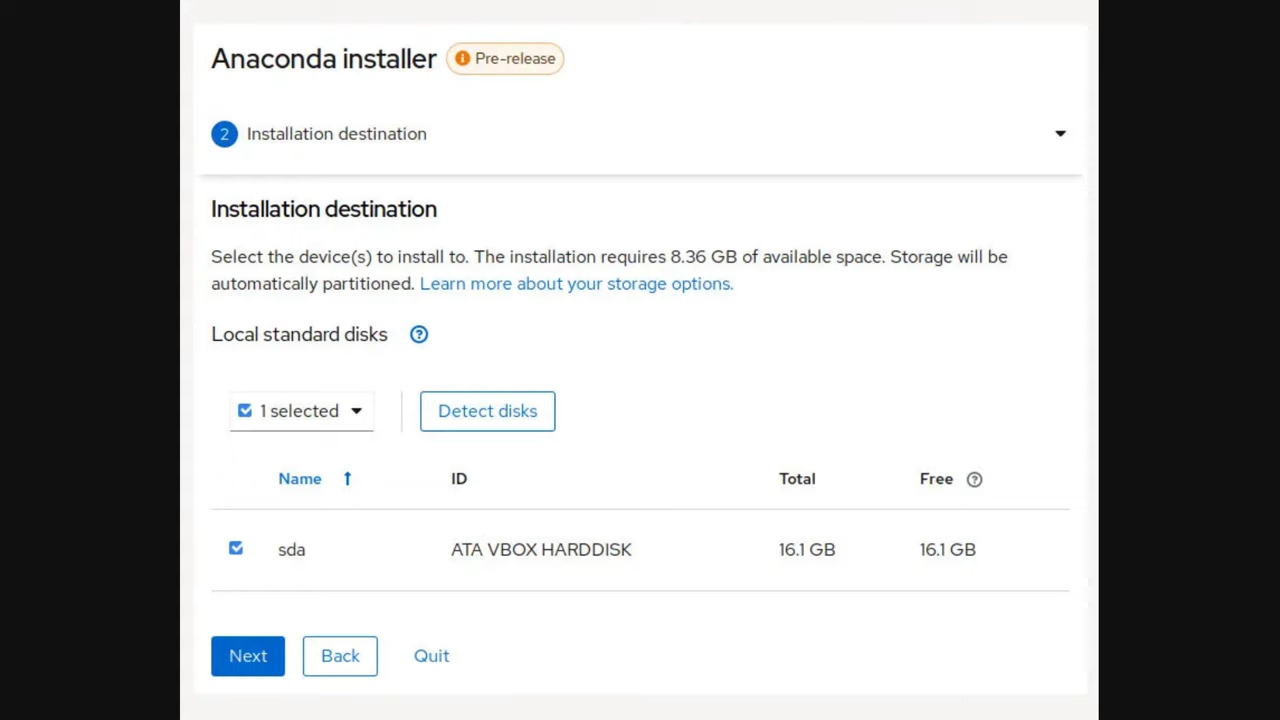 Anaconda installer Pre-release
2 Installation destination
Installation destination
Select the device(s) to install to. The installation requires 8.36 GB of available space. Storage will be
automatically partitioned. Learn more about your storage options.
Local standard disks
1 selected Detect disks
Name ID Total Free
sda ATA VBOX HARDDISK 16.1 GB 16.1 GB
Next Back Quit